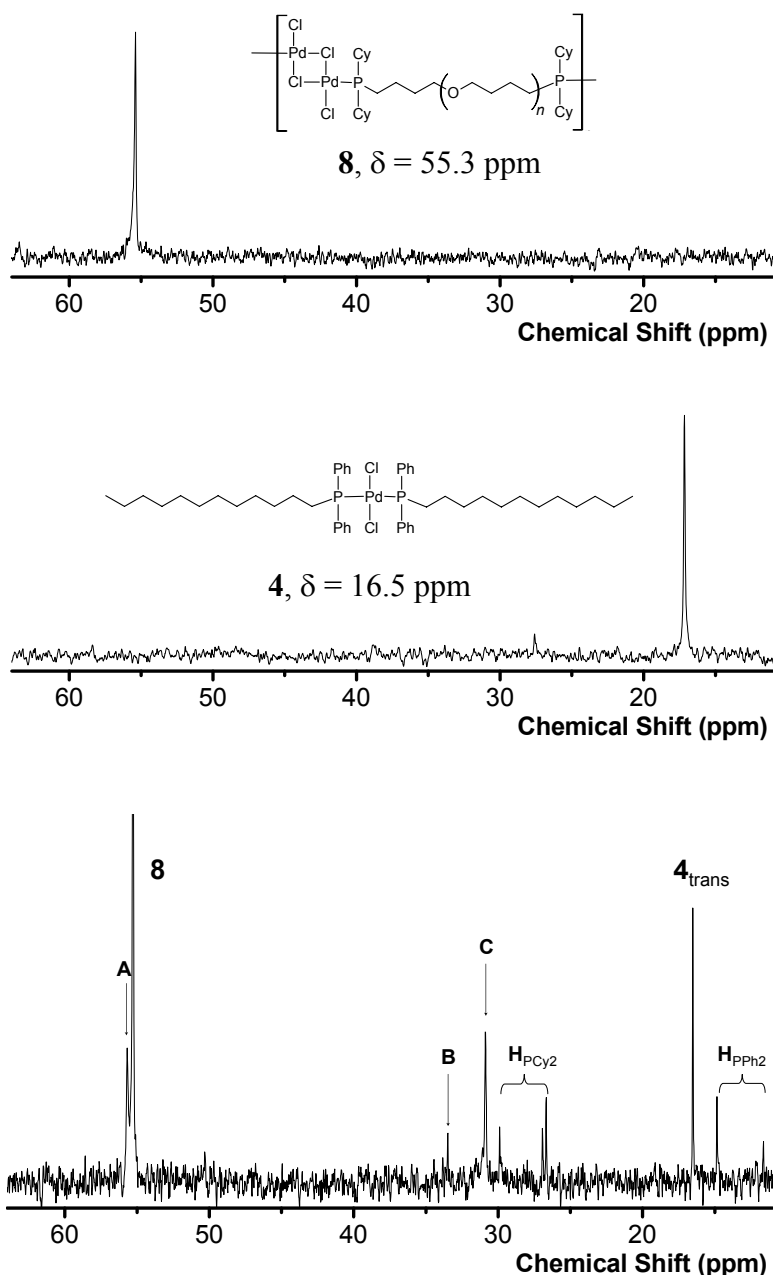 Cl
Cy
Cy
Pd
Cl
Cl
Pd
P
O
n
P
Cl
Cy
Cy
8, δ = 55.3 ppm
60 50 40 30 20
Chemical Shift (ppm)
Ph
Cl
Ph
P
Pd
P
Ph
Cl
Ph
4, δ = 16.5 ppm
60 50 40 30 20
Chemical Shift (ppm)
8
4trans
A
C
B
HPCy2
HPPh2
60 50 40 30 20
Chemical Shift (ppm)